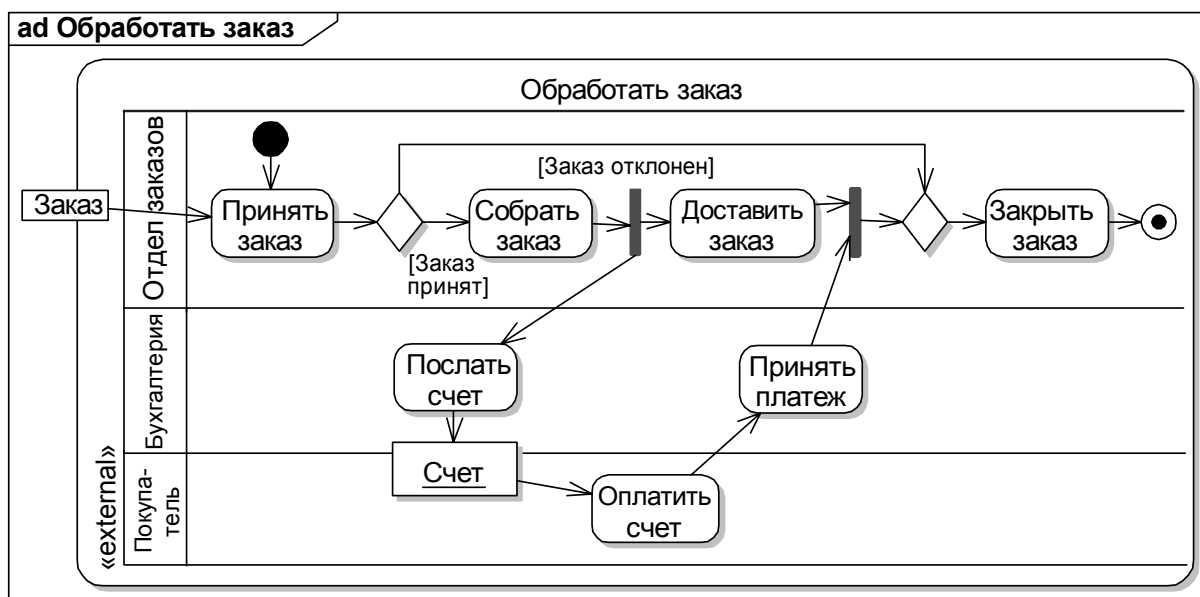 ad Обработать заказ
Обработать заказ
Отдел заказов
[Заказ отклонен]
Заказ
Принять
заказ
Собрать
заказ
Доставить
заказ
Закрыть
заказ
[Заказ
принят]
Бухгалтерия
Послать
счет
Принять
платеж
«external»
Покупа-
тель
Счет
Оплатить
счет